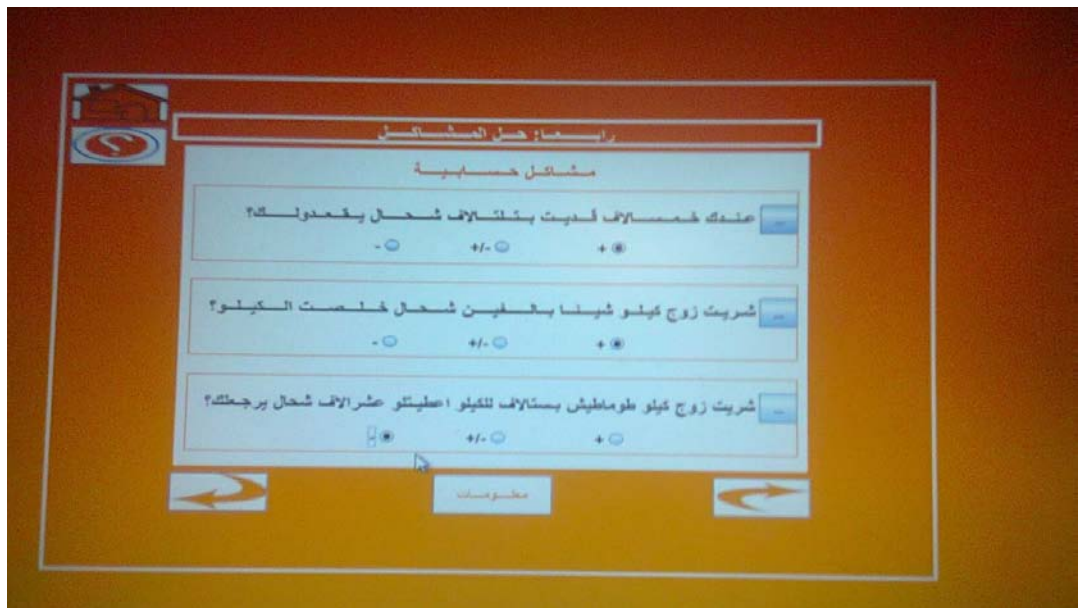 رابعا: حل المشاكل
مشاكل حسابية
عندك خمسالاف قديت بتلتالاف شحال يقعدولك؟
+ +/- -
شريت زوج كيلو شينا بالفين شحال خلصت الكيلو؟
+ +/- -
شريت زوج كيلو طوماطيش بستالاف للكيلو اعطيتلو عشرالاف شحال يرجعلك؟
+ +/- -
معلومات